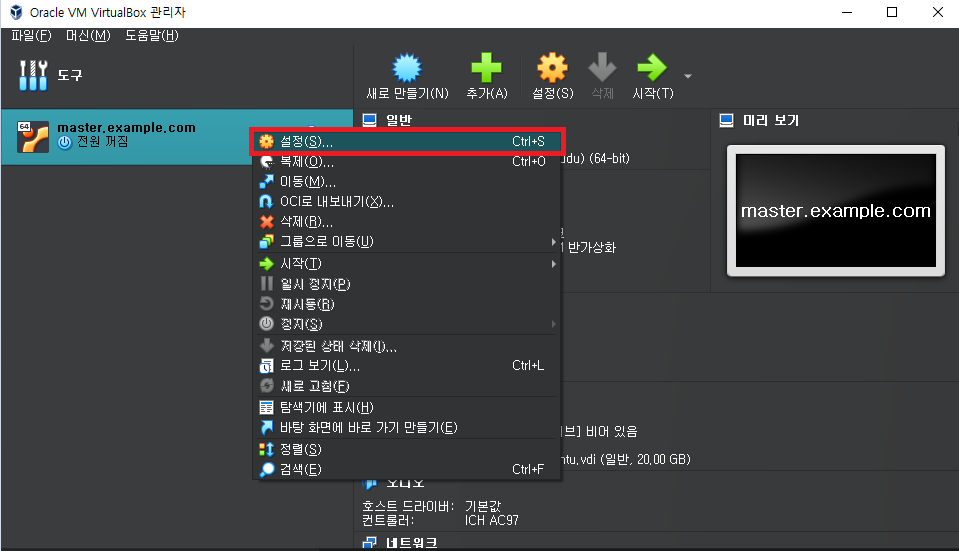 Oracle VM VirtualBox 관리자
파일(F) 머신(M) 도움말(H)
도구
새로 만들기(N) 추가(A) 설정(S) 삭제 시작(T)
64 master.example.com
전원 꺼짐
일반
미리 보기
master.example.com
설정(S)... Ctrl+S
복제(O)... Ctrl+O
udu) (64-bit)
이동(M)...
OCI로 내보내기(X)...
삭제(R)...
그룹으로 이동(U)
반가상화
시작(T)
일시 정지(P)
재시동(R)
정지(S)
저장된 상태 삭제(I)...
로그 보기(L)... Ctrl+L
새로 고침(F)
탐색기에 표시(H)
바탕 화면에 바로 가기 만들기(E)
브] 비어 있음
정렬(S)
ntu.vdi (일반, 20.00 GB)
검색(E) Ctrl+F
오디오
호스트 드라이버: 기본값
컨트롤러: ICH AC97
네트워크